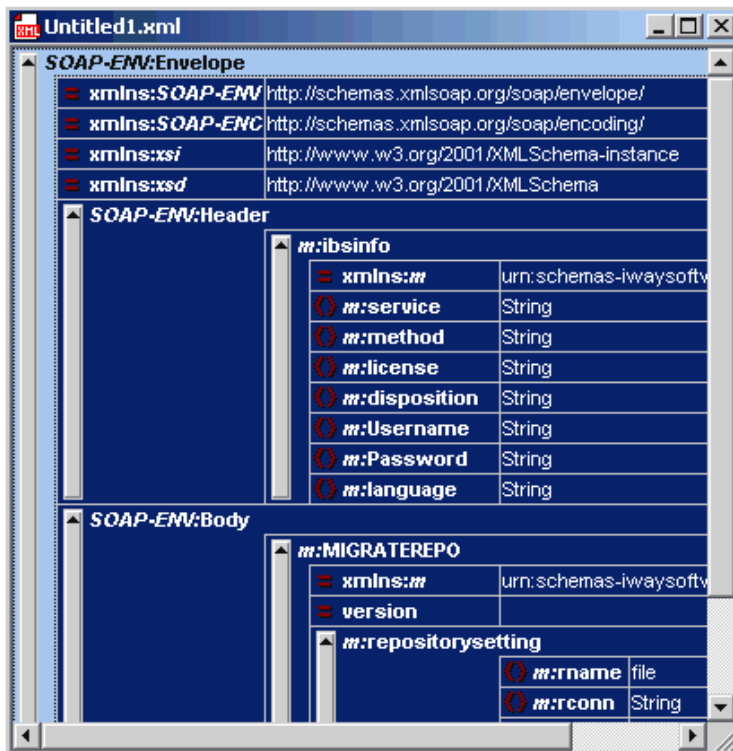 Untitled1.xml
SOAP-ENV:Envelope
= xmlns:SOAP-ENV http://schemas.xmlsoap.org/soap/envelope/
= xmlns:SOAP-ENC http://schemas.xmlsoap.org/soap/encoding/
= xmlns:xsi http://www.w3.org/2001/XMLSchema-instance
= xmlns:xsd http://www.w3.org/2001/XMLSchema
SOAP-ENV:Header
m:ibsinfo
= xmlns:m urn:schemas-iwaysoftw
() m:service String
() m:method String
() m:license String
() m:disposition String
() m:Username String
() m:Password String
() m:language String
SOAP-ENV:Body
m:MIGRATEREPO
= xmlns:m urn:schemas-iwaysoftw
= version
m:repositorysetting
() m:rname file
() m:rconn String